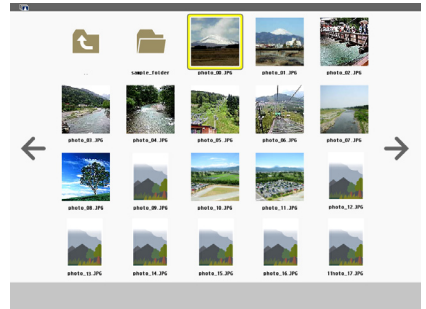 ..
sample_folder
photo_00.JPG
photo_01.JPG
photo_02.JPG
photo_03.JPG
photo_04.JPG
photo_05.JPG
photo_06.JPG
photo_07.JPG
photo_08.JPG
photo_09.JPG
photo_10.JPG
photo_11.JPG
photo_12.JPG
photo_13.JPG
photo_14.JPG
photo_15.JPG
photo_16.JPG